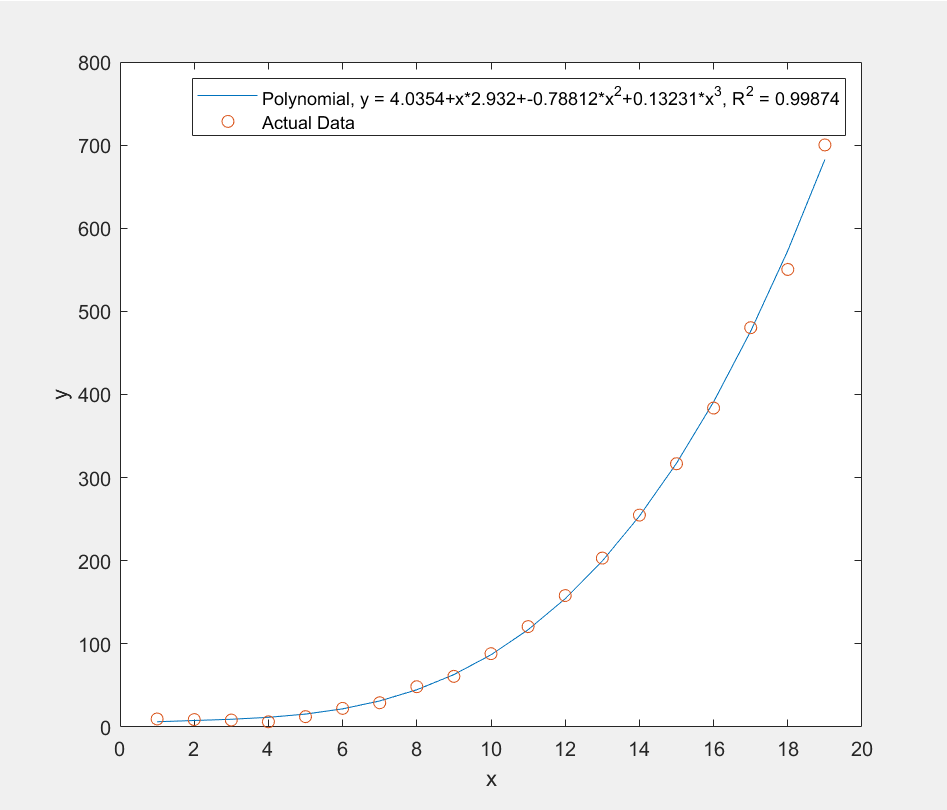 Polynomial, y = 4.0354+x*2.932+-0.78812*x²+0.13231*x³, R² = 0.99874
Actual Data
800
700
600
500
400
300
200
100
0
y
0 2 4 6 8 10 12 14 16 18 20
x